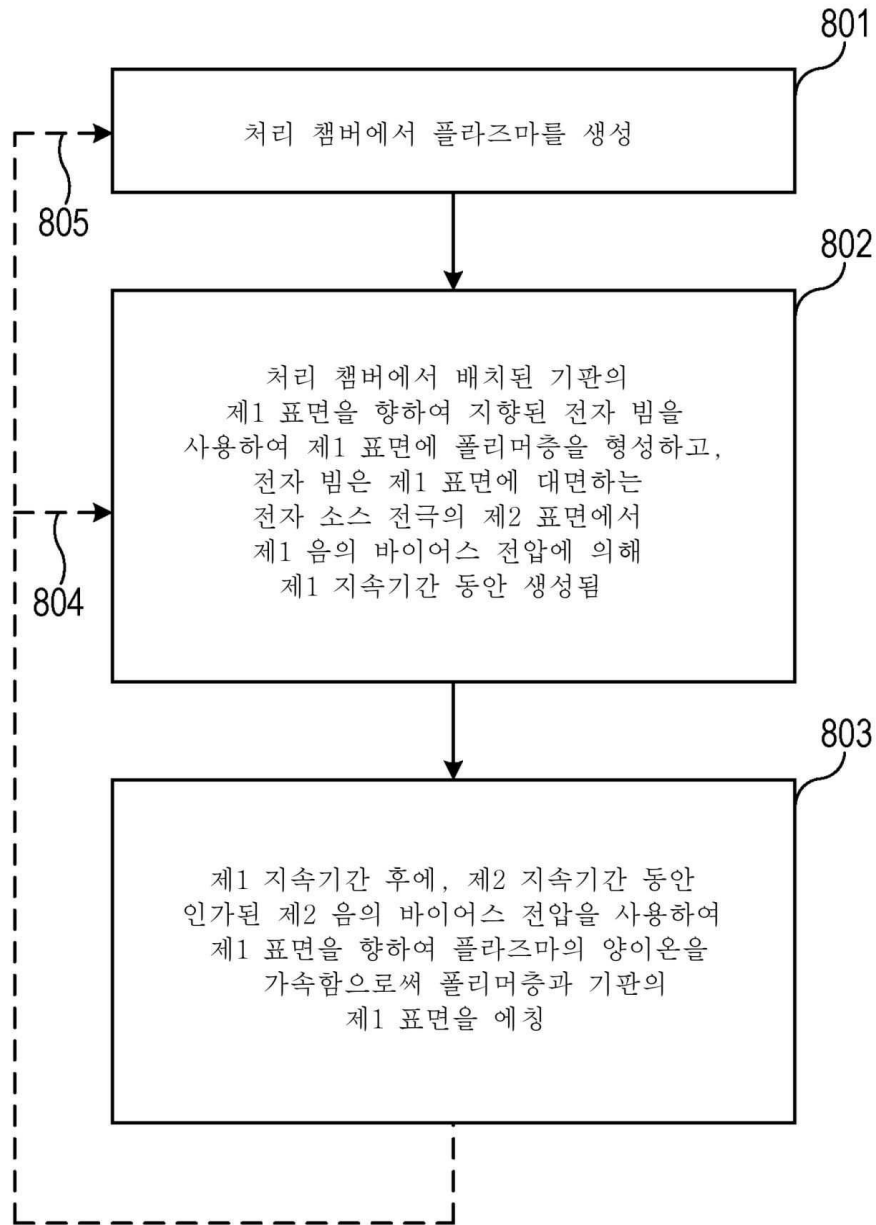 801
처리 챔버에서 플라즈마를 생성
805
802
처리 챔버에서 배치된 기판의
제1 표면을 향하여 지향된 전자 빔을
사용하여 제1 표면에 폴리머층을 형성하고,
전자 빔은 제1 표면에 대면하는
전자 소스 전극의 제2 표면에서
제1 음의 바이어스 전압에 의해
제1 지속기간 동안 생성됨
804
803
제1 지속기간 후에, 제2 지속기간 동안
인가된 제2 음의 바이어스 전압을 사용하여
제1 표면을 향하여 플라즈마의 양이온을
가속함으로써 폴리머층과 기판의
제1 표면을 에칭